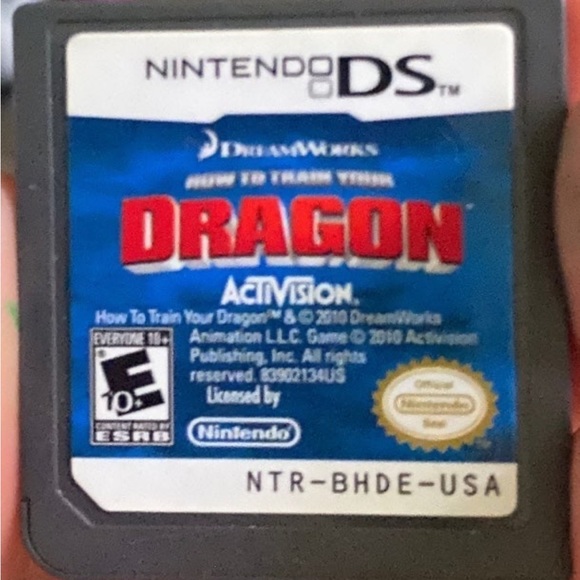 NINTENDO DS™
DREAMWORKS
HOW TO TRAIN YOUR
DRAGON
ACTIVISION.
How To Train Your Dragon™ & © 2010 DreamWorks
Animation L.L.C. Game © 2010 Activision
Publishing, Inc. All rights
reserved. 83902134US
EVERYONE 10+
E
10+
CONTENT RATED BY
ESRB
Licensed by
Nintendo
Official
Nintendo
Seal
NTR-BHDE-USA